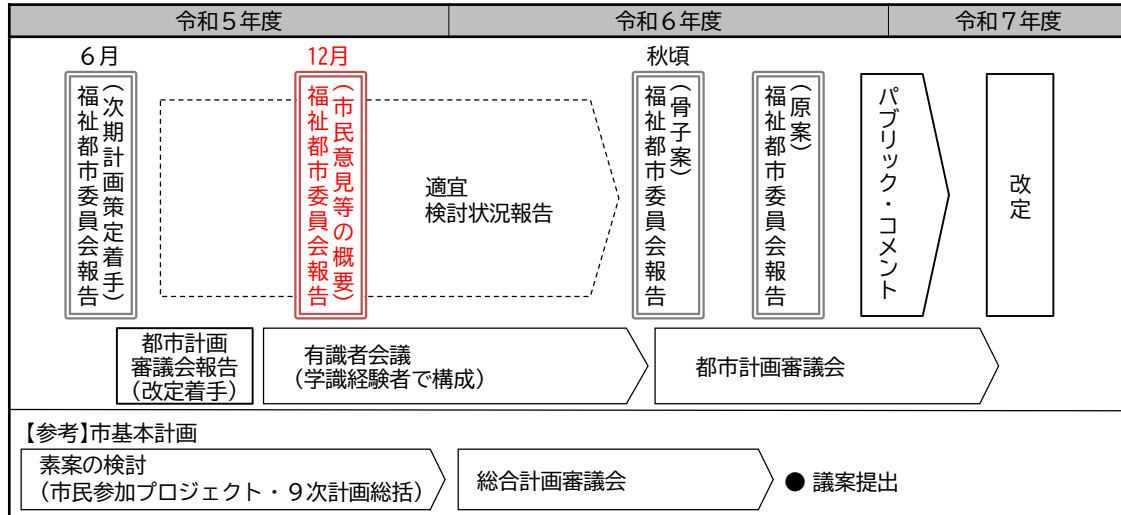 令和5年度
令和6年度
令和7年度
6月
12月
秋頃
福祉都市委員会報告
(次期計画策定着手)
福祉都市委員会報告
(市民意見等の概要)
適宜
検討状況報告
福祉都市委員会報告
(骨子案)
福祉都市委員会報告
(原案)
パブリック・コメント
改定
都市計画
審議会報告
(改定着手)
有識者会議
(学識経験者で構成)
都市計画審議会
【参考】市基本計画
素案の検討
(市民参加プロジェクト・9次計画総括)
総合計画審議会
● 議案提出